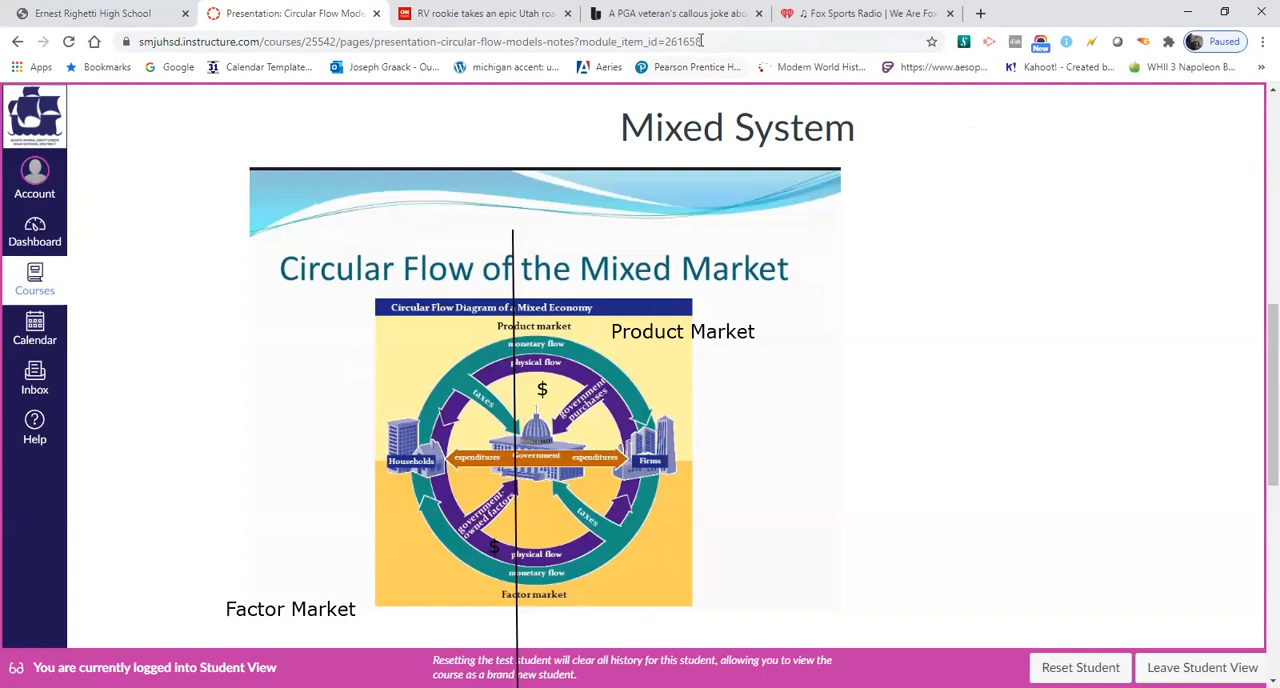 Ernest Righetti High School
Presentation: Circular Flow Mode
RV rookie takes an epic Utah roa
A PGA veteran's callous joke abo
♫ Fox Sports Radio | We Are Fox
smjuhsd.instructure.com/courses/25542/pages/presentation-circular-flow-models-notes?module_item_id=261658
New
Paused
Apps
Bookmarks
Google
Calendar Template...
Joseph Graack - Ou...
michigan accent: u...
Aeries
Pearson Prentice H...
Modern World Hist...
https://www.aesop...
Kahoot! - Created b...
WHII 3 Napoleon B...
»
Account
Dashboard
Courses
Calendar
Inbox
Help
Mixed System
Circular Flow of the Mixed Market
Circular Flow Diagram of a Mixed Economy
Product market
Product Market
monetary flow
physical flow
taxes
$
government purchases
Households
expenditures
Government
expenditures
Firms
government-owned factors
taxes
$
physical flow
monetary flow
Factor market
Factor Market
You are currently logged into Student View
Resetting the test student will clear all history for this student, allowing you to view the
course as a brand new student.
Reset Student
Leave Student View